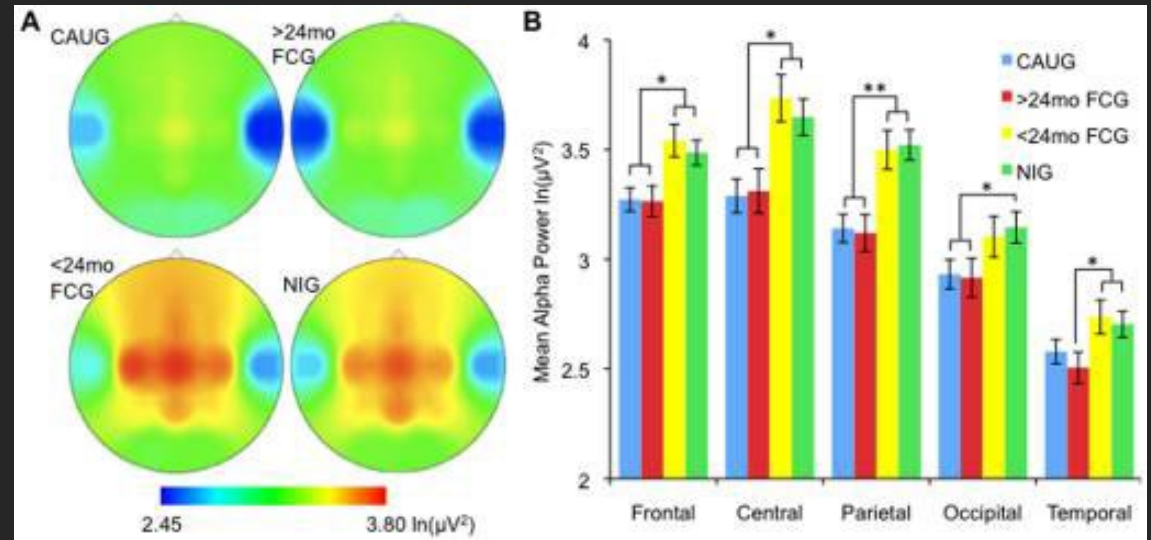 A
CAUG
>24mo
FCG
<24mo
FCG
NIG
2.45
3.80 ln(µV²)
B
Mean Alpha Power ln(µV²)
4
3.5
3
2.5
2
*
*
**
*
*
CAUG
>24mo FCG
<24mo FCG
NIG
Frontal
Central
Parietal
Occipital
Temporal